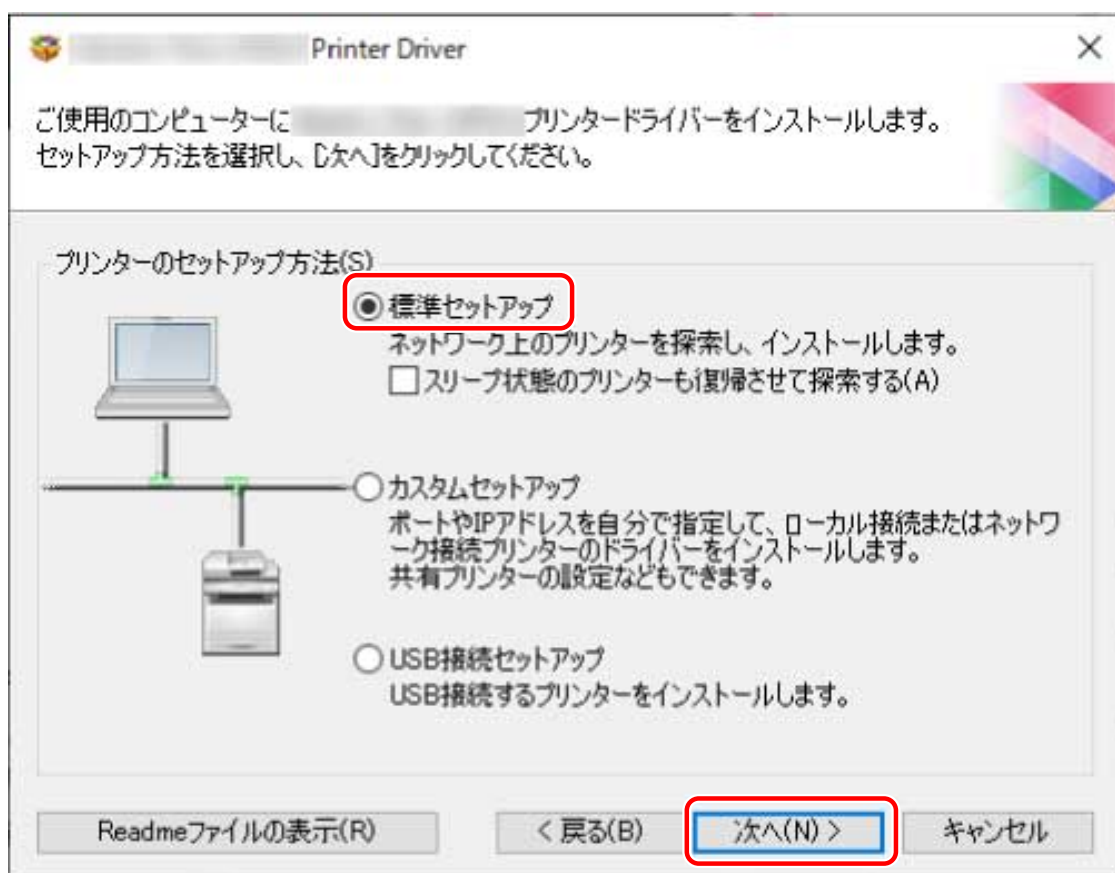 Printer Driver
ご使用のコンピューターに プリンタードライバーをインストールします。
セットアップ方法を選択し、[次へ]をクリックしてください。
プリンターのセットアップ方法(S)
標準セットアップ
ネットワーク上のプリンターを探索し、インストールします。
スリープ状態のプリンターも復帰させて探索する(A)
カスタムセットアップ
ポートやIPアドレスを自分で指定して、ローカル接続またはネットワ
ーク接続プリンターのドライバーをインストールします。
共有プリンターの設定などもできます。
USB接続セットアップ
USB接続するプリンターをインストールします。
Readmeファイルの表示(R)
< 戻る(B)
次へ(N) >
キャンセル